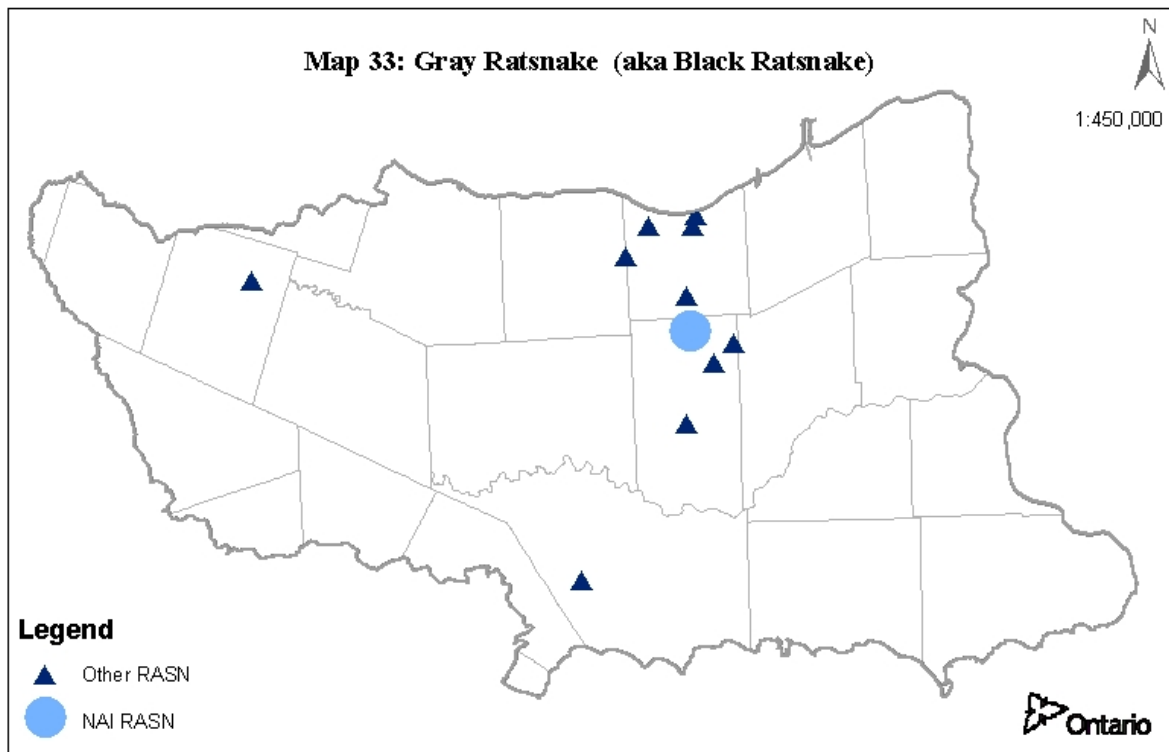 Map 33: Gray Ratsnake (aka Black Ratsnake)
N
1:450,000
Legend
Other RASN
NAI RASN
Ontario